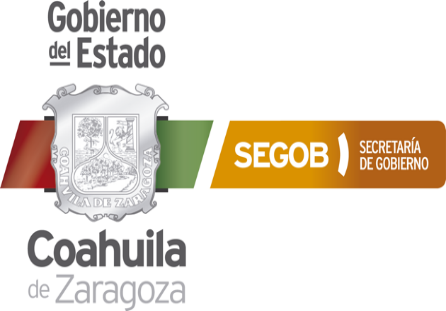 Gobierno
del Estado
COAHUILA DE ZARAGOZA
Coahuila
de Zaragoza
SEGOB
SECRETARÍA
DE GOBIERNO